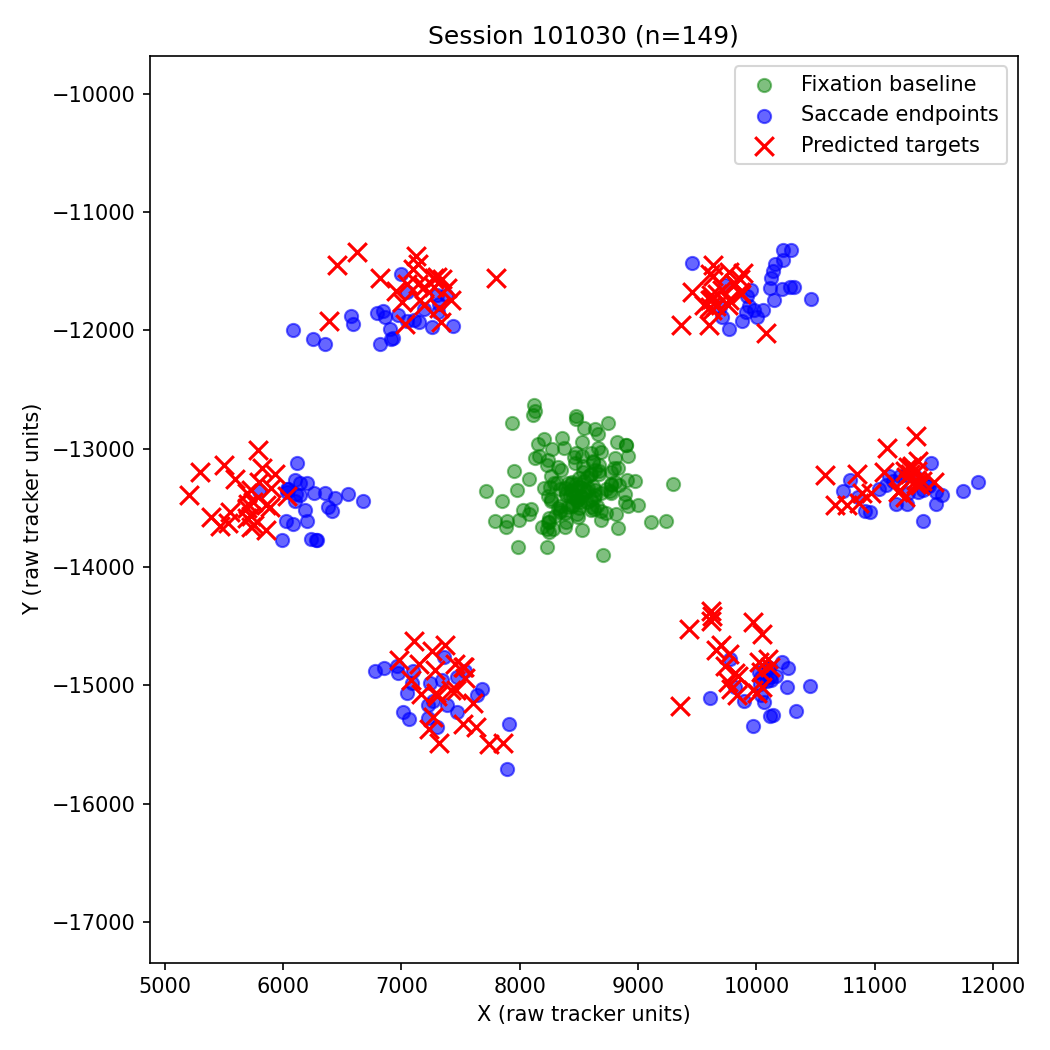 Session 101030 (n=149)
Fixation baseline
Saccade endpoints
Predicted targets
−10000
−11000
−12000
−13000
−14000
−15000
−16000
−17000
Y (raw tracker units)
5000 6000 7000 8000 9000 10000 11000 12000
X (raw tracker units)